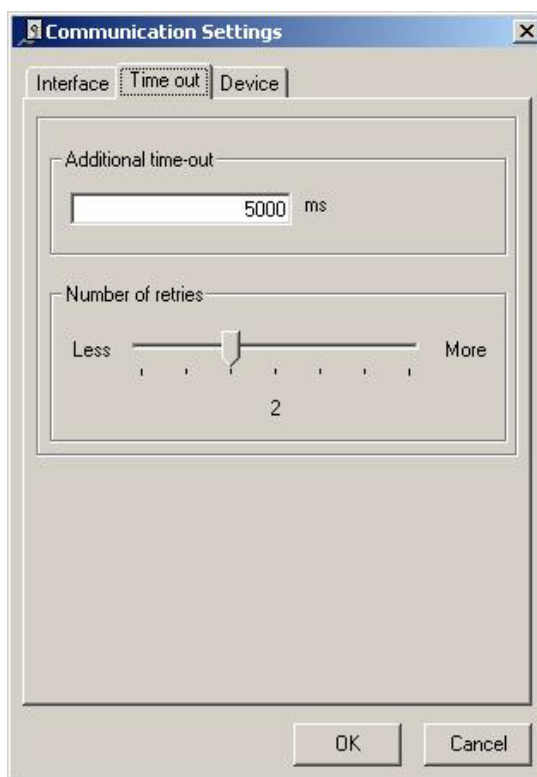 Communication Settings
Interface Time out Device
Additional time-out
5000 ms
Number of retries
Less More
2
OK Cancel